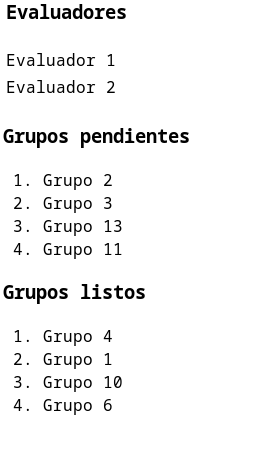 Evaluadores
Evaluador 1
Evaluador 2
Grupos pendientes
1. Grupo 2
2. Grupo 3
3. Grupo 13
4. Grupo 11
Grupos listos
1. Grupo 4
2. Grupo 1
3. Grupo 10
4. Grupo 6